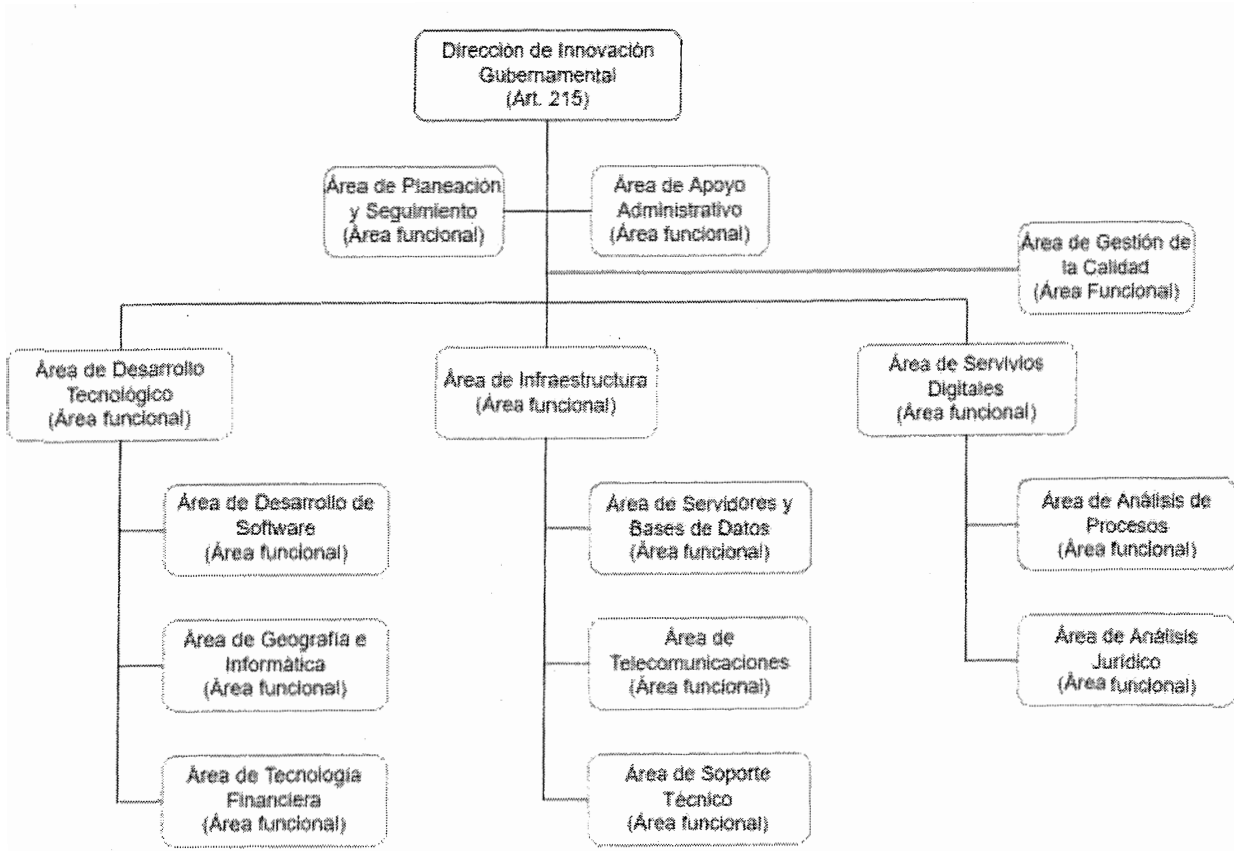 Dirección de Innovación
Gubernamental
(Art. 215)
Área de Planeación
y Seguimiento
(Área funcional)
Área de Apoyo
Administrativo
(Área funcional)
Área de Gestión de
la Calidad
(Área Funcional)
Área de Desarrollo
Tecnológico
(Área funcional)
Área de Infraestructura
(Área funcional)
Área de Servivios
Digitales
(Área funcional)
Área de Desarrollo de
Software
(Área funcional)
Área de Servidores y
Bases de Datos
(Área funcional)
Área de Análisis de
Procesos
(Área funcional)
Área de Geografía e
Informática
(Área funcional)
Área de
Telecomunicaciones
(Área funcional)
Área de Análisis
Jurídico
(Área funcional)
Área de Tecnología
Financiera
(Área funcional)
Área de Soporte
Técnico
(Área funcional)